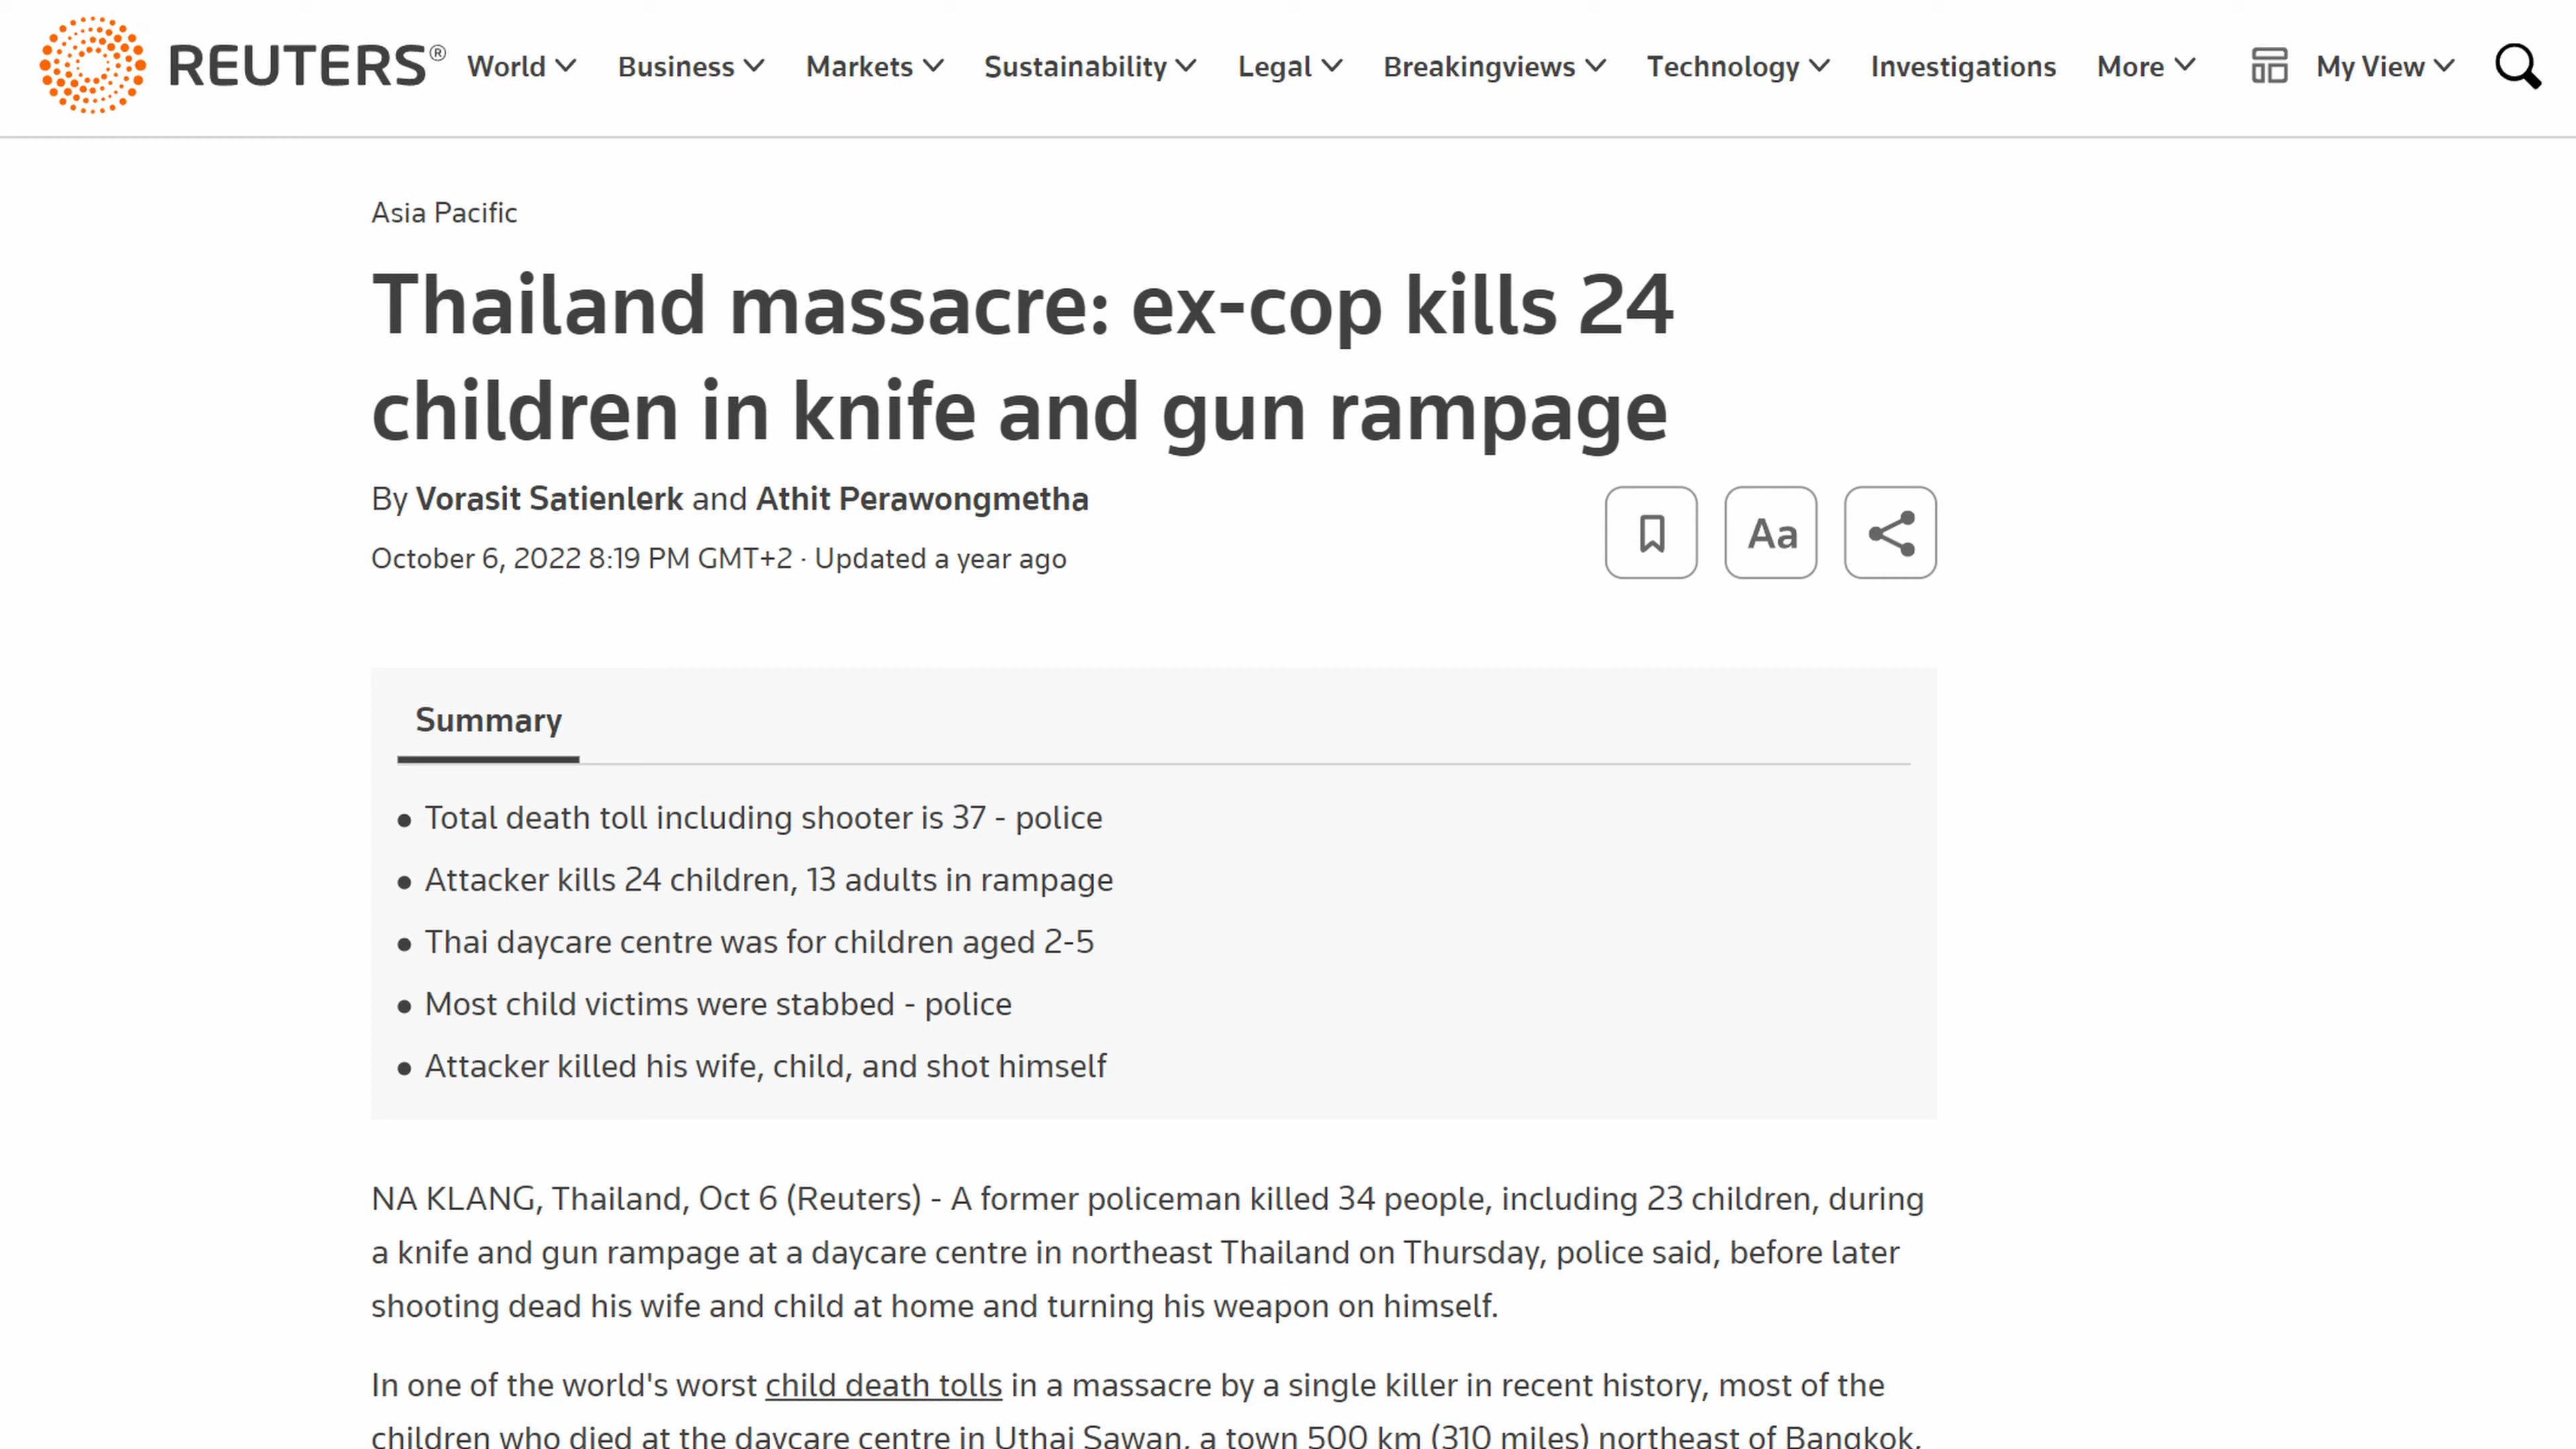 REUTERS® World Business Markets Sustainability Legal Breakingviews Technology Investigations More My View
Asia Pacific
Thailand massacre: ex-cop kills 24
children in knife and gun rampage
By Vorasit Satienlerk and Athit Perawongmetha
October 6, 2022 8:19 PM GMT+2 · Updated a year ago
Aa
Summary
• Total death toll including shooter is 37 - police
• Attacker kills 24 children, 13 adults in rampage
• Thai daycare centre was for children aged 2-5
• Most child victims were stabbed - police
• Attacker killed his wife, child, and shot himself
NA KLANG, Thailand, Oct 6 (Reuters) - A former policeman killed 34 people, including 23 children, during
a knife and gun rampage at a daycare centre in northeast Thailand on Thursday, police said, before later
shooting dead his wife and child at home and turning his weapon on himself.
In one of the world's worst child death tolls in a massacre by a single killer in recent history, most of the
children who died at the daycare centre in Uthai Sawan, a town 500 km (310 miles) northeast of Bangkok,